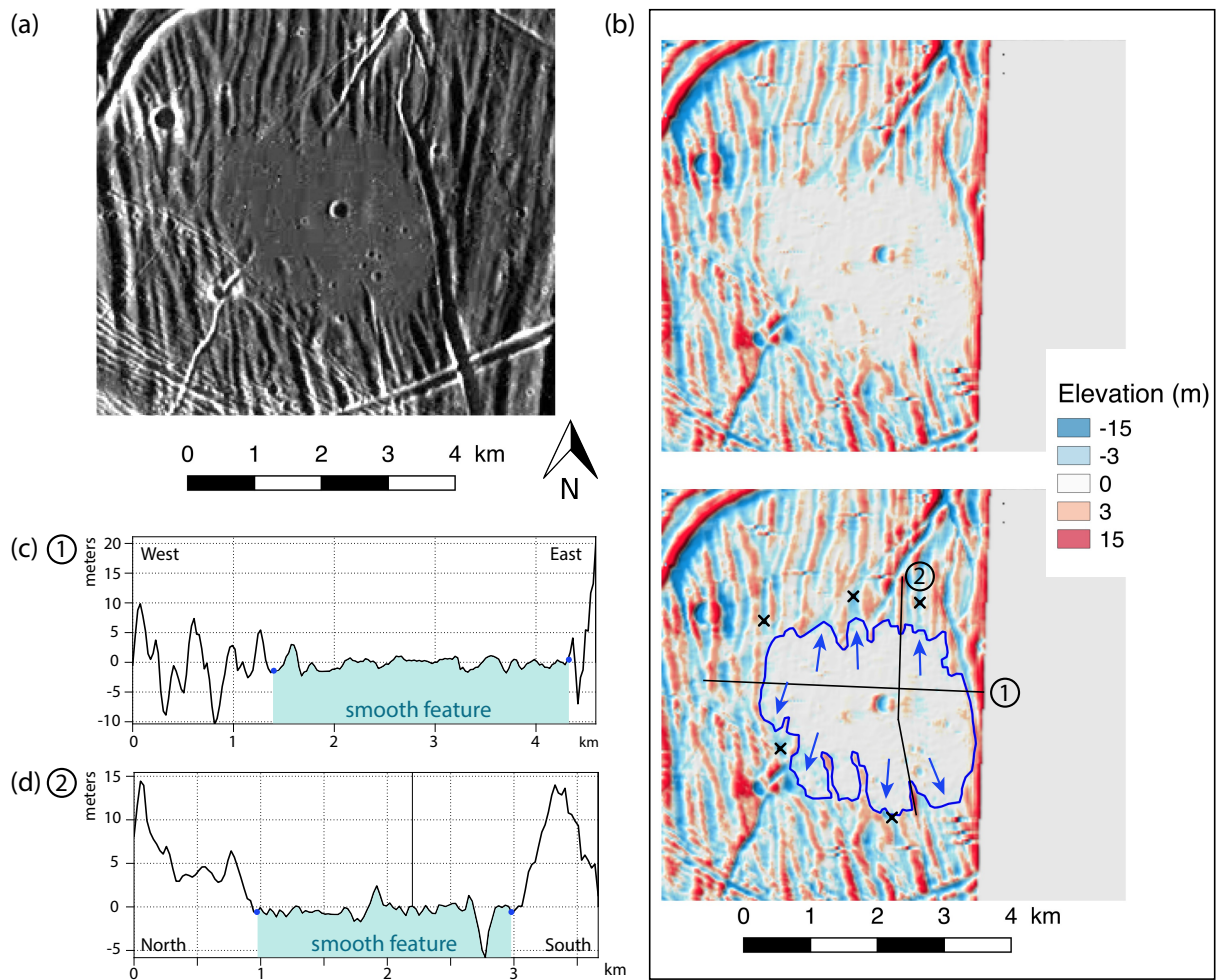 (a)
0 1 2 3 4 km
N
(b)
Elevation (m)
-15
-3
0
3
15
2
1
0 1 2 3 4 km
(c) 1
meters
20
15
10
5
0
-5
-10
West East
smooth feature
0 1 2 3 4 km
(d) 2
meters
15
10
5
0
-5
North South
smooth feature
0 1 2 3 km